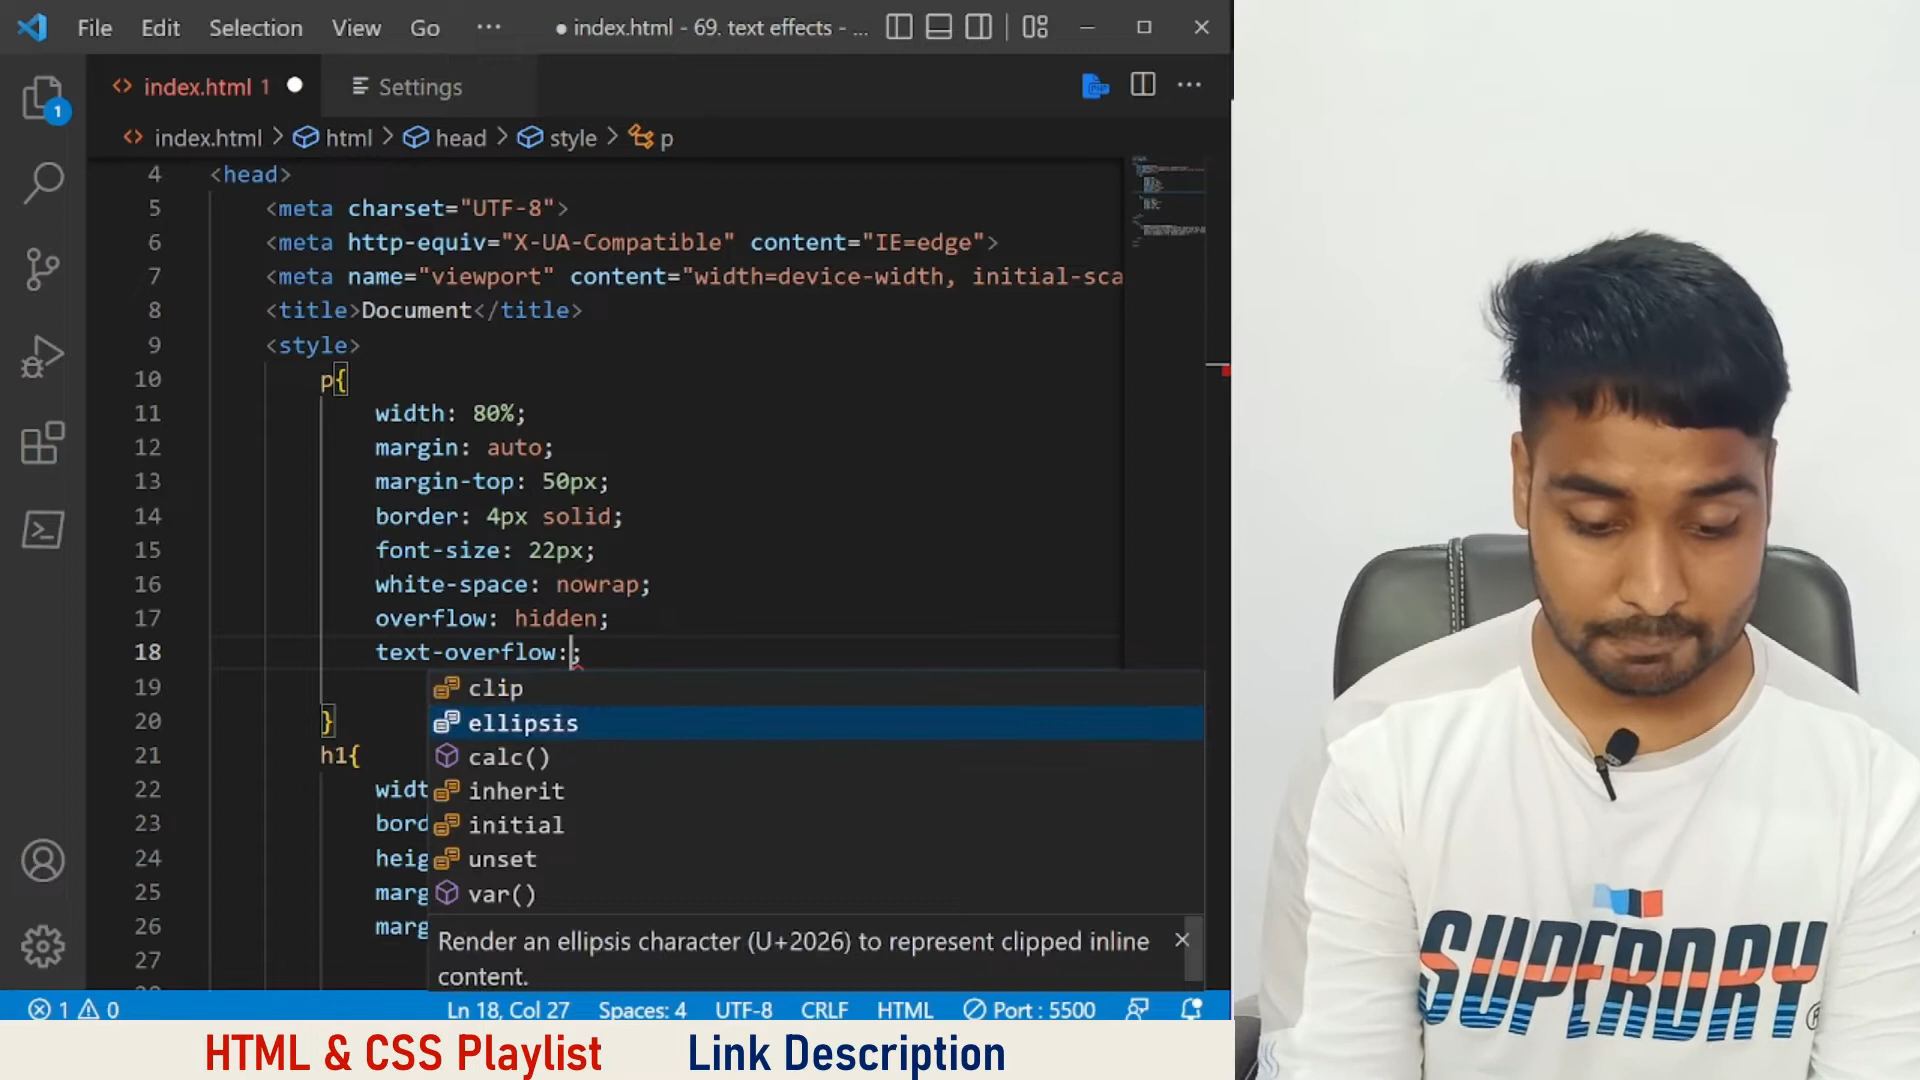 File Edit Selection View Go ··· ● index.html - 69. text effects - ...
index.html 1 ● Settings
1
index.html > html > head > style > p
4 <head>
5 <meta charset="UTF-8">
6 <meta http-equiv="X-UA-Compatible" content="IE=edge">
7 <meta name="viewport" content="width=device-width, initial-sca
8 <title>Document</title>
9 <style>
10 p{
11 width: 80%;
12 margin: auto;
13 margin-top: 50px;
14 border: 4px solid;
15 font-size: 22px;
16 white-space: nowrap;
17 overflow: hidden;
18 text-overflow:;
19 clip
20 } ellipsis
21 h1{ calc()
22 widt inherit
23 bord initial
24 heig unset
25 marg var()
26 marg
Render an ellipsis character (U+2026) to represent clipped inline
27 content.
1 0 Ln 18, Col 27 Spaces: 4 UTF-8 CRLF HTML Port : 5500
HTML & CSS Playlist Link Description
SUPERDRY